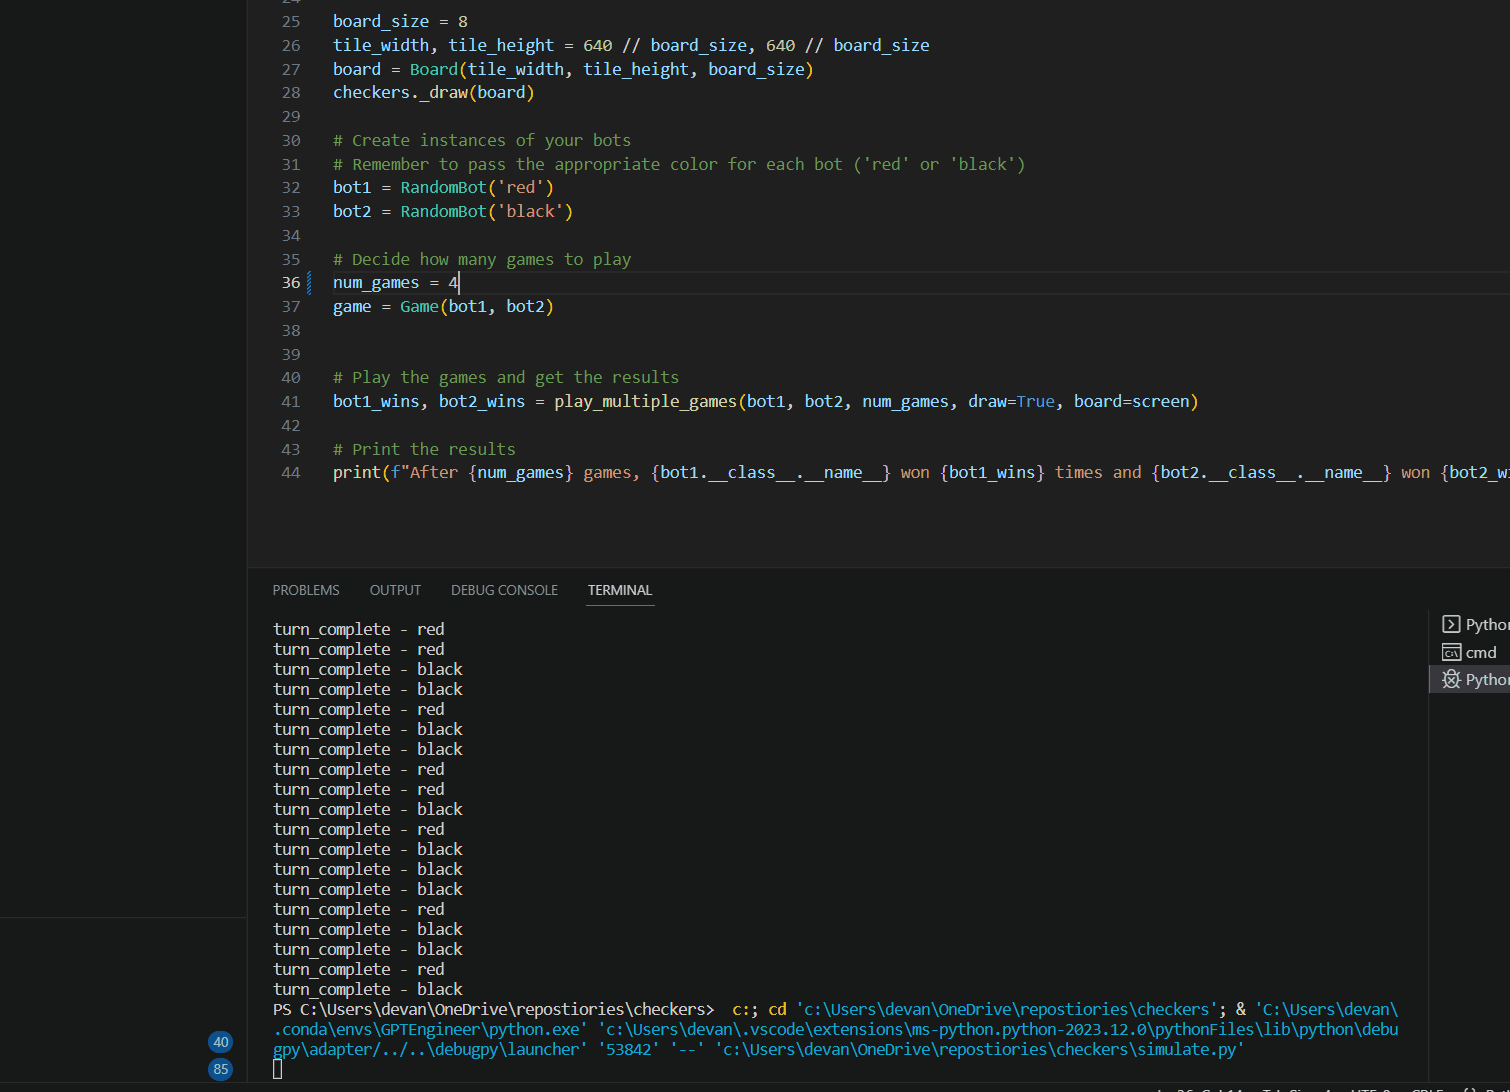 25 board_size = 8
26 tile_width, tile_height = 640 // board_size, 640 // board_size
27 board = Board(tile_width, tile_height, board_size)
28 checkers._draw(board)
29
30 # Create instances of your bots
31 # Remember to pass the appropriate color for each bot ('red' or 'black')
32 bot1 = RandomBot('red')
33 bot2 = RandomBot('black')
34
35 # Decide how many games to play
36 num_games = 4
37 game = Game(bot1, bot2)
38
39
40 # Play the games and get the results
41 bot1_wins, bot2_wins = play_multiple_games(bot1, bot2, num_games, draw=True, board=screen)
42
43 # Print the results
44 print(f"After {num_games} games, {bot1.__class__.__name__} won {bot1_wins} times and {bot2.__class__.__name__} won {bot2_wi
PROBLEMS OUTPUT DEBUG CONSOLE TERMINAL
turn_complete - red
turn_complete - red
turn_complete - black
turn_complete - black
turn_complete - red
turn_complete - black
turn_complete - black
turn_complete - red
turn_complete - red
turn_complete - black
turn_complete - red
turn_complete - black
turn_complete - black
turn_complete - black
turn_complete - red
turn_complete - black
turn_complete - black
turn_complete - red
turn_complete - black
PS C:\Users\devan\OneDrive\repostiories\checkers> c:; cd 'c:\Users\devan\OneDrive\repostiories\checkers'; & 'C:\Users\devan\
.conda\envs\GPTEngineer\python.exe' 'c:\Users\devan\.vscode\extensions\ms-python.python-2023.12.0\pythonFiles\lib\python\debu
gpy\adapter/../..\debugpy\launcher' '53842' '--' 'c:\Users\devan\OneDrive\repostiories\checkers\simulate.py'
Python
cmd
Python
40
85